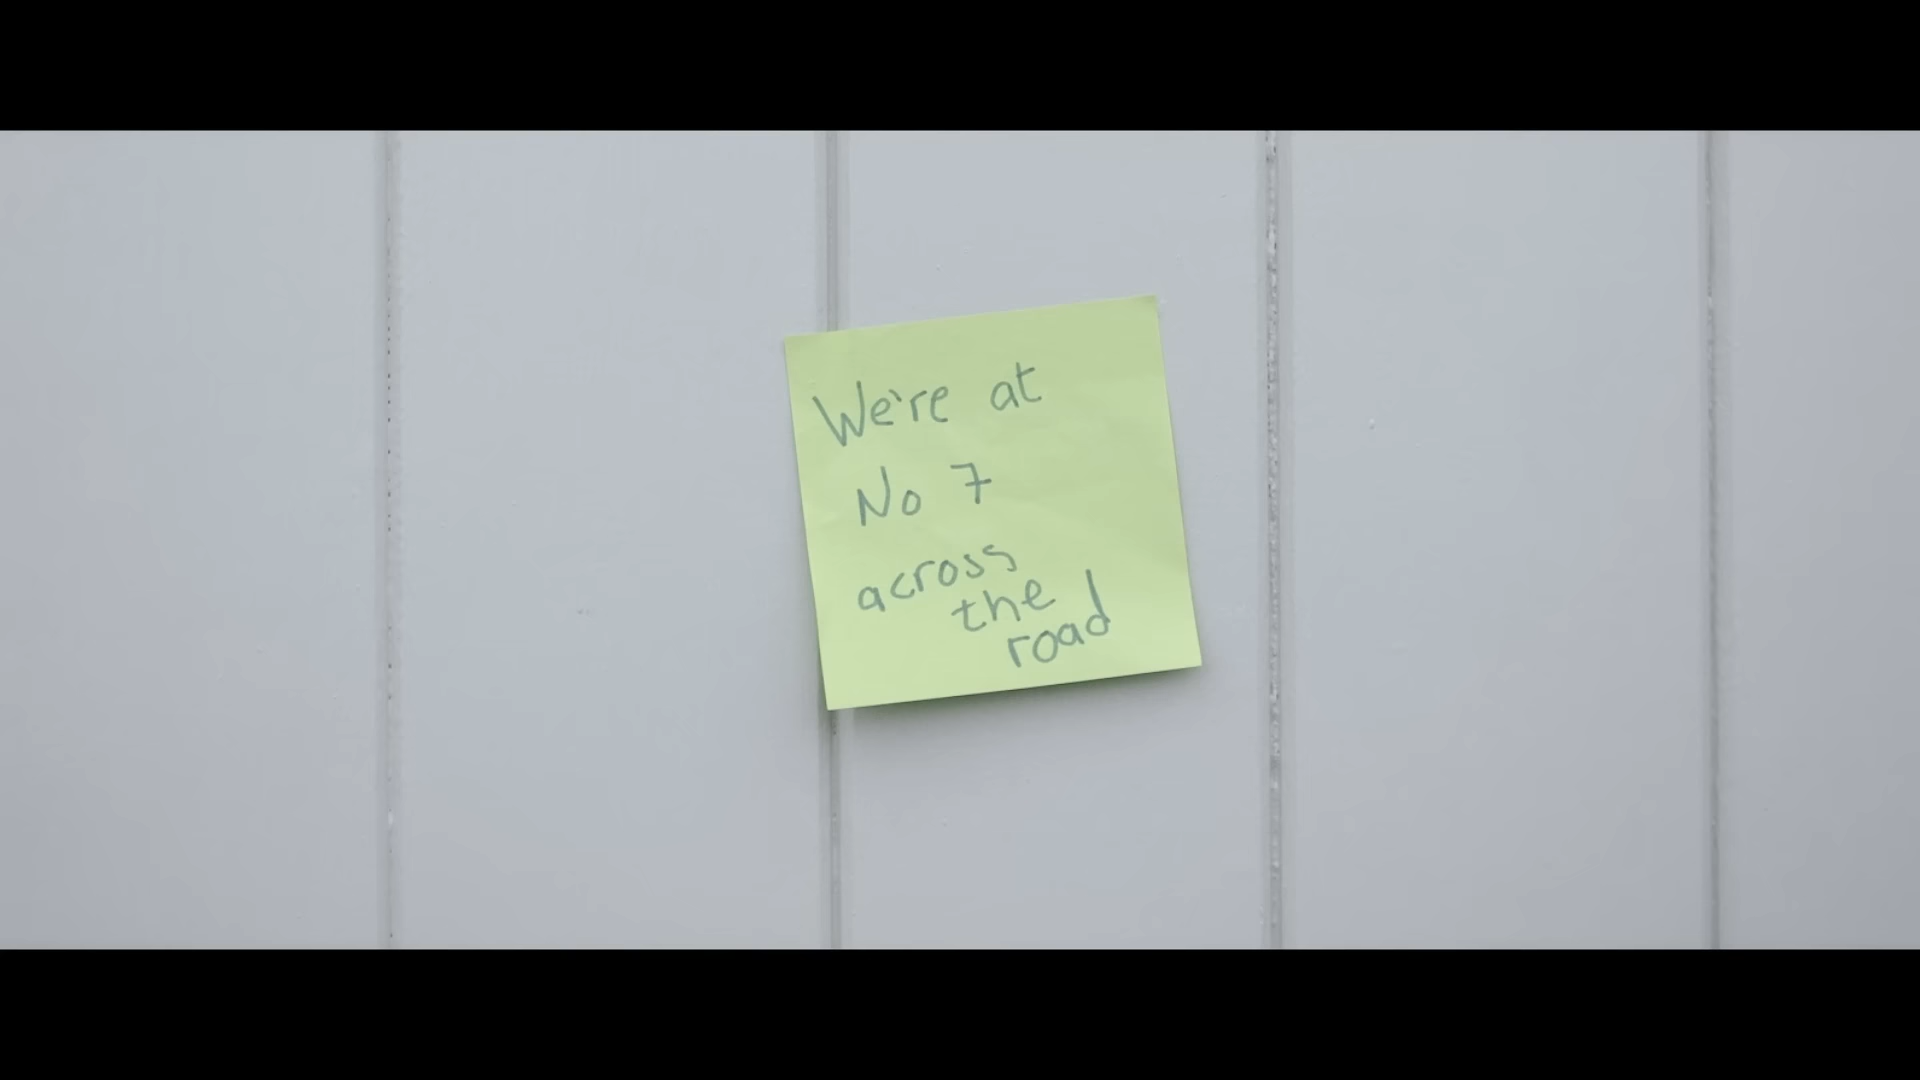 We're at
No 7
across
the
road